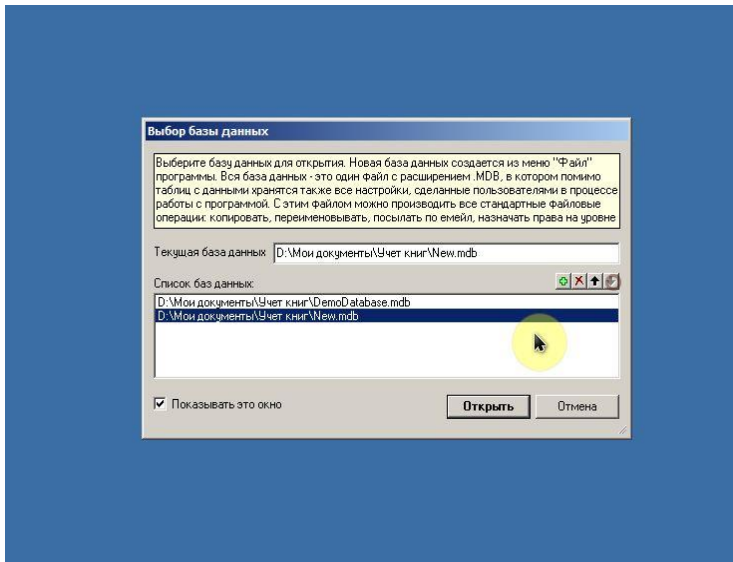 Выбор базы данных
Выберите базу данных для открытия. Новая база данных создается из меню "Файл"
программы. Вся база данных - это один файл с расширением .MDB, в котором помимо
таблиц с данными хранятся также все настройки, сделанные пользователями в процессе
работы с программой. С этим файлом можно производить все стандартные файловые
операции: копировать, переименовывать, посылать по емейл, назначать права на уровне
Текущая база данных D:\Мои документы\Учет книг\New.mdb
Список баз данных:
D:\Мои документы\Учет книг\DemoDatabase.mdb
D:\Мои документы\Учет книг\New.mdb
Показывать это окно
Открыть
Отмена